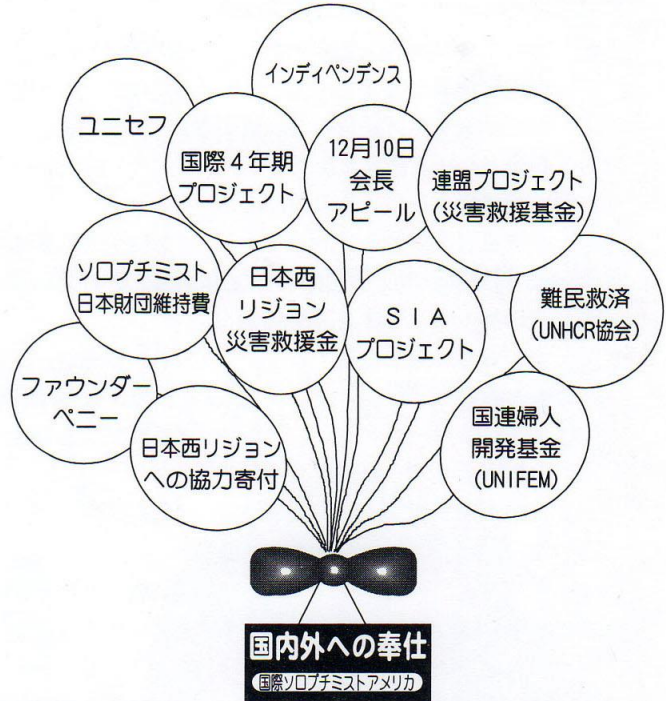 インディペンデンス
ユニセフ
国際4年期
プロジェクト
12月10日
会長
アピール
連盟プロジェクト
(災害救援基金)
ソロプチミスト
日本財団維持費
日本西
リジョン
災害救援金
SIA
プロジェクト
難民救済
(UNHCR協会)
ファウンダー
ペニー
日本西リジョン
への協力寄付
国連婦人
開発基金
(UNIFEM)
国内外への奉仕
国際ソロプチミストアメリカ